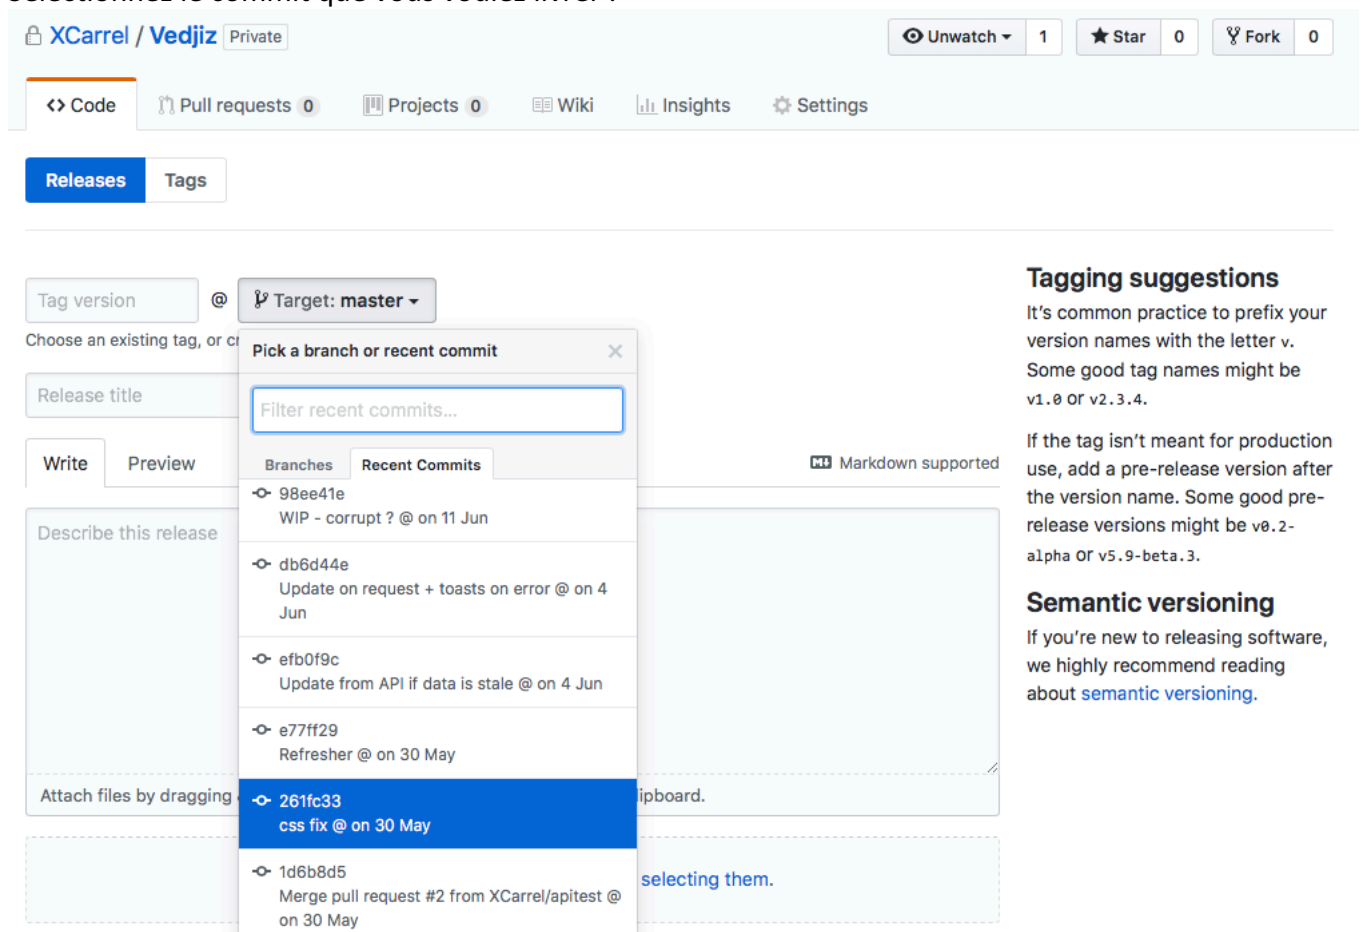 Sélectionnez le commit que vous voulez livrer :
XCarrel / Vedjiz Private
Unwatch 1 Star 0 Fork 0
<> Code Pull requests 0 Projects 0 Wiki Insights Settings
Releases Tags
Tag version @ Target: master
Choose an existing tag, or cr
Release title
Write Preview
Markdown supported
Describe this release
Attach files by dragging
ipboard.
selecting them.
Pick a branch or recent commit ×
Filter recent commits...
Branches Recent Commits
98ee41e
WIP - corrupt ? @ on 11 Jun
db6d44e
Update on request + toasts on error @ on 4
Jun
efb0f9c
Update from API if data is stale @ on 4 Jun
e77ff29
Refresher @ on 30 May
261fc33
css fix @ on 30 May
1d6b8d5
Merge pull request #2 from XCarrel/apitest @
on 30 May
Tagging suggestions
It's common practice to prefix your
version names with the letter v.
Some good tag names might be
v1.0 or v2.3.4.
If the tag isn't meant for production
use, add a pre-release version after
the version name. Some good pre-
release versions might be v0.2-
alpha or v5.9-beta.3.
Semantic versioning
If you're new to releasing software,
we highly recommend reading
about semantic versioning.